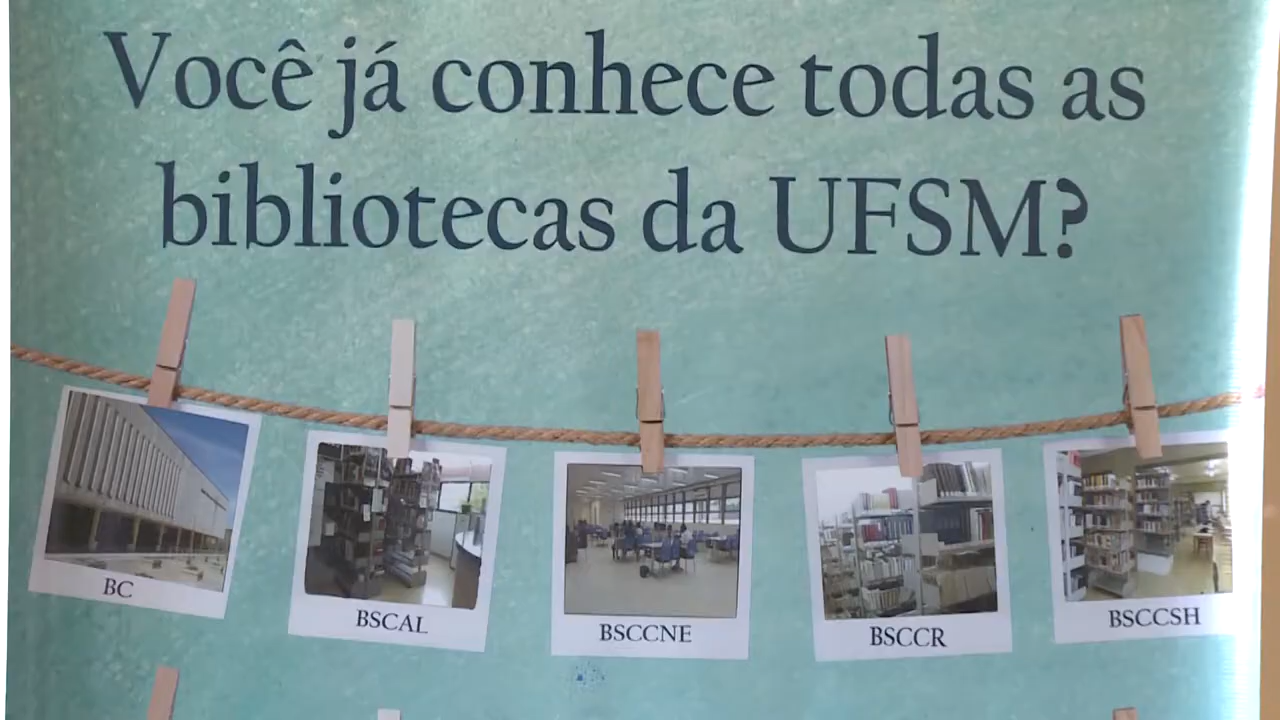 Você já conhece todas as
bibliotecas da UFSM?
BC
BSCAL
BSCCNE
BSCCR
BSCCSH